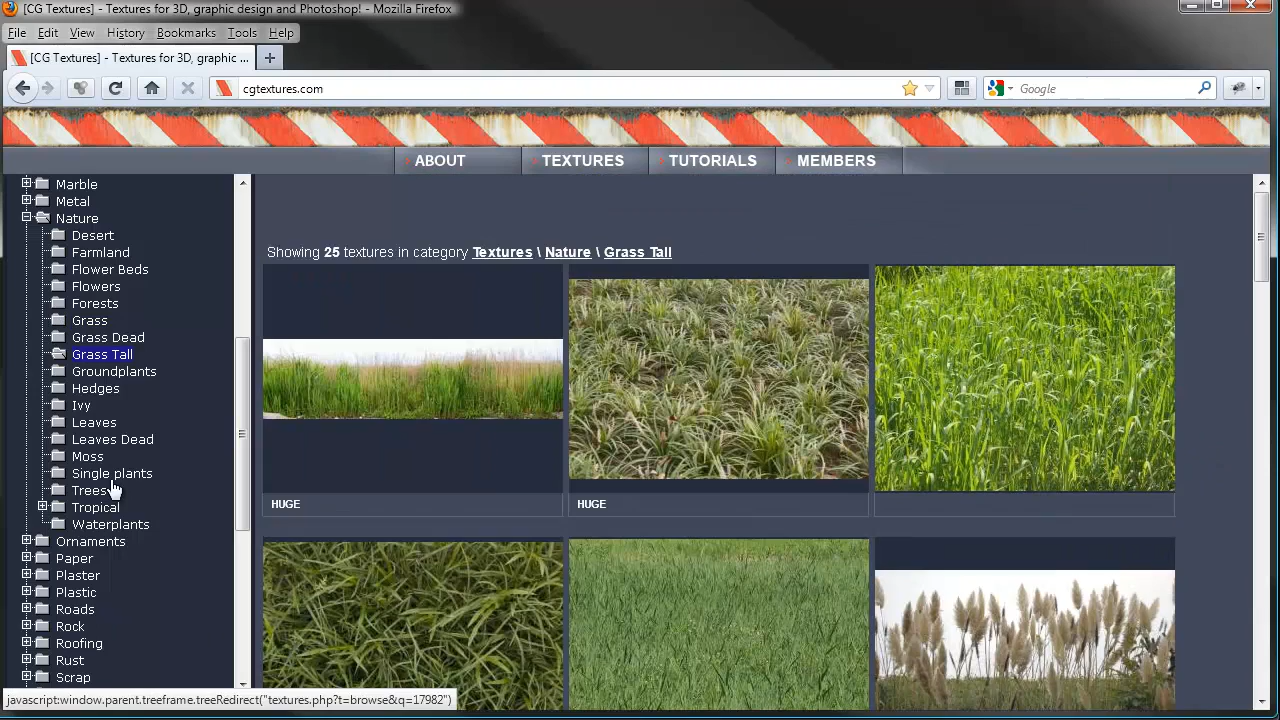 [CG Textures] - Textures for 3D, graphic design and Photoshop! - Mozilla Firefox
File Edit View History Bookmarks Tools Help
[CG Textures] - Textures for 3D, graphic ...
cgtextures.com
Google
ABOUT TEXTURES TUTORIALS MEMBERS
Marble
Metal
Nature
Desert
Farmland
Flower Beds
Flowers
Forests
Grass
Grass Dead
Grass Tall
Groundplants
Hedges
Ivy
Leaves
Leaves Dead
Moss
Single plants
Trees
Tropical
Waterplants
Ornaments
Paper
Plaster
Plastic
Roads
Rock
Roofing
Rust
Scrap
Showing 25 textures in category Textures \ Nature \ Grass Tall
HUGE
HUGE
javascript:window.parent.treeframe.treeRedirect("textures.php?t=browse&q=17982")